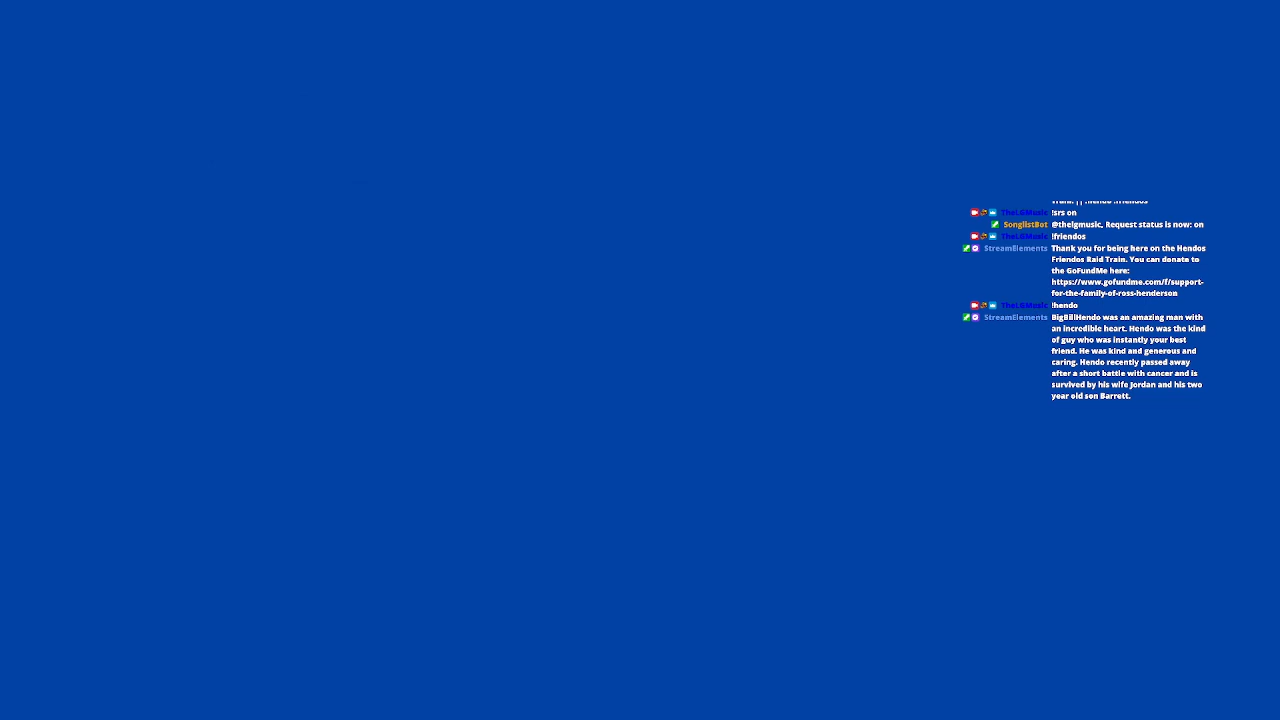 TheLGMusic !srs on
SonglistBot @thelgmusic, Request status is now: on
TheLGMusic !friendos
StreamElements Thank you for being here on the Hendos
Friendos Raid Train. You can donate to
the GoFundMe here:
https://www.gofundme.com/f/support-
for-the-family-of-ross-henderson
TheLGMusic !hendo
StreamElements BigBillHendo was an amazing man with
an incredible heart. Hendo was the kind
of guy who was instantly your best
friend. He was kind and generous and
caring. Hendo recently passed away
after a short battle with cancer and is
survived by his wife Jordan and his two
year old son Barrett.